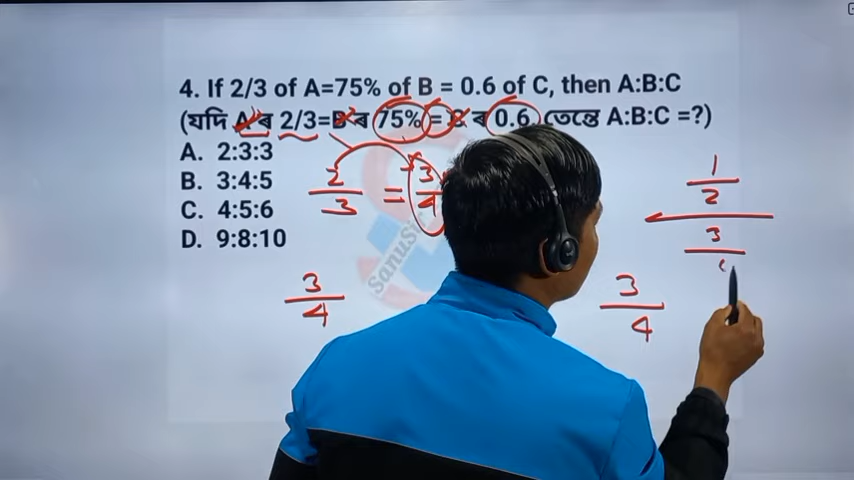 4. If 2/3 of A=75% of B = 0.6 of C, then A:B:C
(যদি A ৰ 2/3=B ৰ 75% = C ৰ 0.6 তেন্তে A:B:C =?)
A. 2:3:3
B. 3:4:5
C. 4:5:6
D. 9:8:10
2/3 = 3/4
3/4
3/4
1/2
3